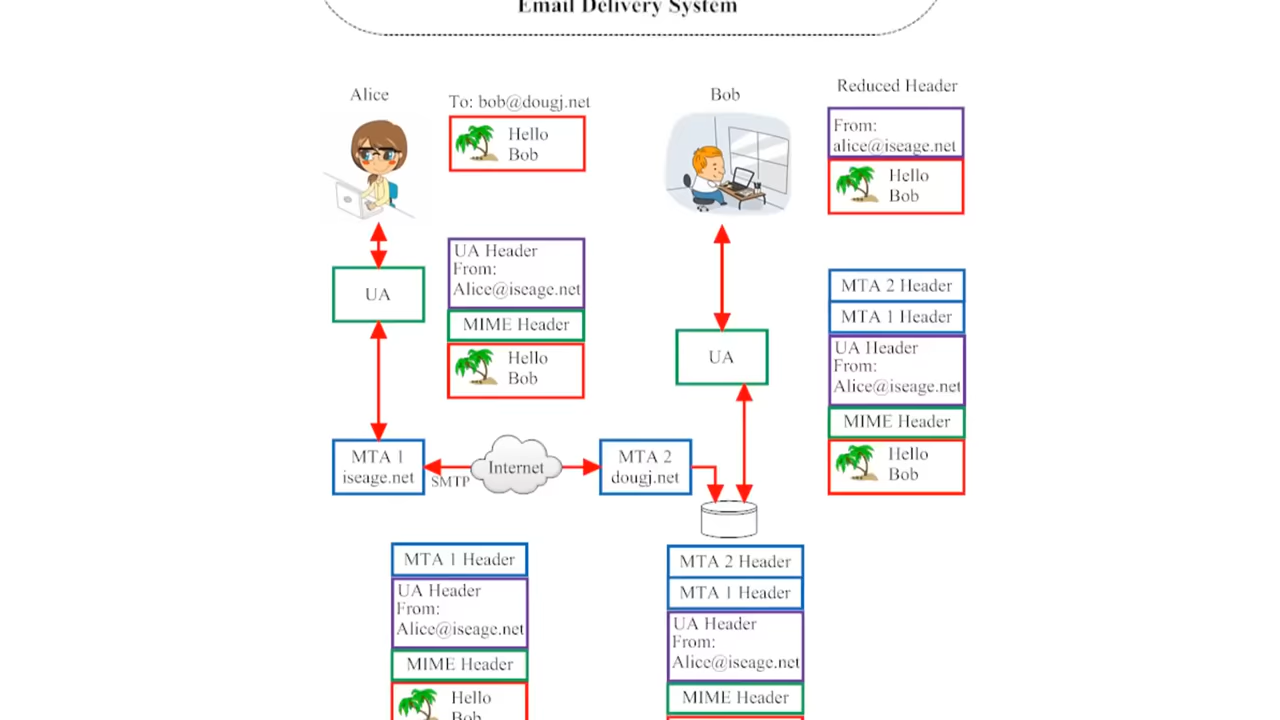 Email Delivery System
Alice
To: bob@dougj.net
Hello
Bob
Bob
Reduced Header
From:
alice@iseage.net
Hello
Bob
UA
UA Header
From:
Alice@iseage.net
MIME Header
Hello
Bob
UA
MTA 2 Header
MTA 1 Header
UA Header
From:
Alice@iseage.net
MIME Header
Hello
Bob
MTA 1
iseage.net
SMTP
Internet
MTA 2
dougj.net
MTA 1 Header
UA Header
From:
Alice@iseage.net
MIME Header
Hello
Bob
MTA 2 Header
MTA 1 Header
UA Header
From:
Alice@iseage.net
MIME Header